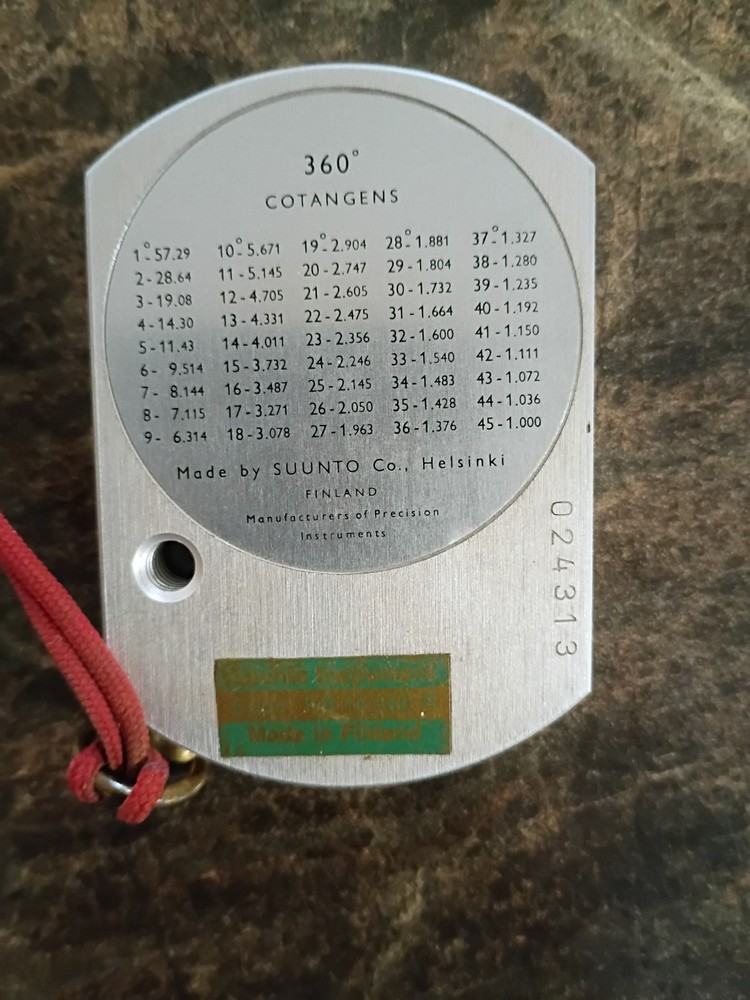 360°
COTANGENS
1°-57.29 10°-5.671 19°-2.904 28°-1.881 37°-1.327
2-28.64 11-5.145 20-2.747 29-1.804 38-1.280
3-19.08 12-4.705 21-2.605 30-1.732 39-1.235
4-14.30 13-4.331 22-2.475 31-1.664 40-1.192
5-11.43 14-4.011 23-2.356 32-1.600 41-1.150
6- 9.514 15-3.732 24-2.246 33-1.540 42-1.111
7- 8.144 16-3.487 25-2.145 34-1.483 43-1.072
8- 7.115 17-3.271 26-2.050 35-1.428 44-1.036
9- 6.314 18-3.078 27-1.963 36-1.376 45-1.000
Made by SUUNTO Co., Helsinki
FINLAND
Manufacturers of Precision
Instruments
024313
Made in Finland